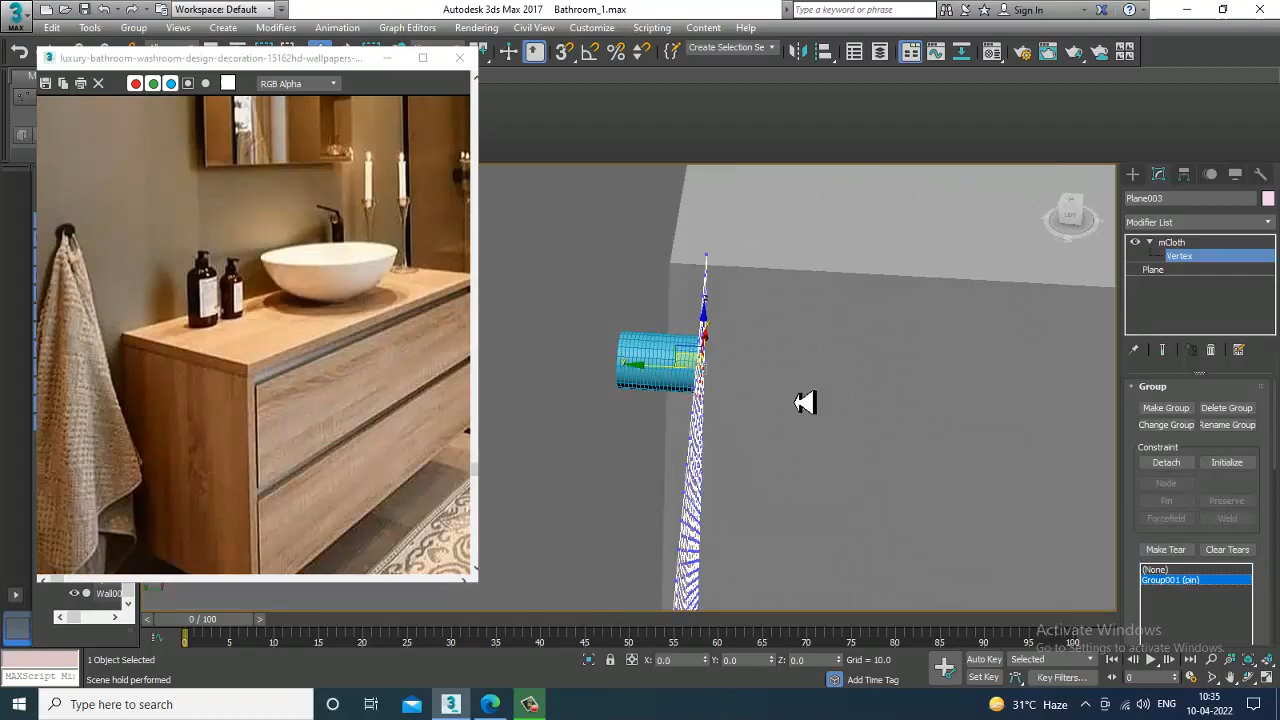 Workspace: Default
Autodesk 3ds Max 2017 Bathroom_1.max
Type a keyword or phrase
Sign In
MAX
Edit Tools Group Views Create Modifiers Animation Graph Editors Rendering Civil View Customize Scripting Content Help
Create Selection Se
luxury-bathroom-washroom-design-decoration-15162hd-wallpapers-...
RGB Alpha
Plane003
Modifier List
mCloth
Vertex
Plane
Group
Make Group Delete Group
Change Group Rename Group
Constraint
Detach Initialize
Node
Pin Preserve
Forcefield Weld
Make Tear Clear Tears
(None)
Group001 (pin)
Wall00
0 / 100
0 5 10 15 20 25 30 35 40 45 50 55 60 65 70 75 80 85 90 95 100
Activate Windows
Go to Settings to activate Windows.
1 Object Selected
X: 0.0 Y: 0.0 Z: 0.0 Grid = 10.0
Auto Key Selected
MAXScript Mi
Scene hold performed
Add Time Tag
Set Key Key Filters...
0
Type here to search
31°C Haze
10:35
10-04-2022